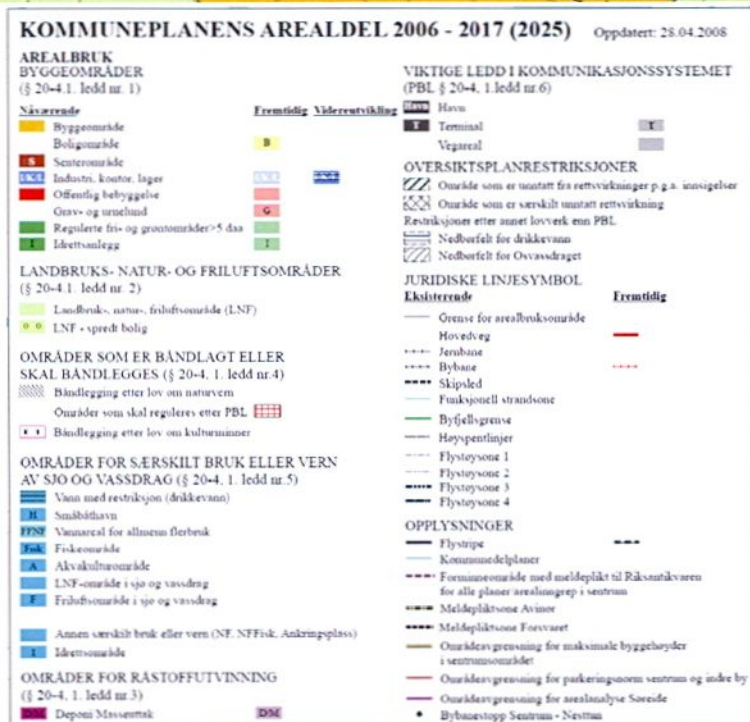 KOMMUNEPLANENS AREALDEL 2006 - 2017 (2025) Oppdatert: 28.04.2008
AREALBRUK
BYGGEOMRÅDER
(§ 20-4.1. ledd nr. 1)
Nåværende Fremtidig Viderentvikling
Byggeområde
Boligområde B
S Senterområde
Industri, kontor, lager
Offentlig bebyggelse
Grav- og urnelund G
Regulerte fri- og grøntområder>5 daa
I Idrettsanlegg I
LANDBRUKS- NATUR- OG FRILUFTSOMRÅDER
(§ 20-4.1. ledd nr. 2)
Landbruk-, natur-, friluftsområde (LNF)
LNF - spredt bolig
OMRÅDER SOM ER BÅNDLAGT ELLER
SKAL BÅNDLEGGES (§ 20-4, 1. ledd nr.4)
Båndlegging etter lov om naturvern
Områder som skal reguleres etter PBL
Båndlegging etter lov om kulturminner
OMRÅDER FOR SÆRSKILT BRUK ELLER VERN
AV SJØ OG VASSDRAG (§ 20-4, 1. ledd nr.5)
Vann med restriksjon (drikkevann)
H Småbåthavn
FFNF Vannareal for allmenn flerbruk
Fisk Fiskeområde
A Akvakulturområde
LNF-område i sjø og vassdrag
F Friluftsområde i sjø og vassdrag
Annen særskilt bruk eller vern (NF, NFFisk, Ankringsplass)
I Idrettsområde
OMRÅDER FOR RÅSTOFFUTVINNING
(§ 20-4, 1. ledd nr.3)
DM Deponi Masseuttak DM
VIKTIGE LEDD I KOMMUNIKASJONSSYSTEMET
(PBL § 20-4, 1.ledd nr.6)
Havn Havn
T Terminal T
Vegareal
OVERSIKTSPLANRESTRIKSJONER
Område som er unntatt fra rettsvirkninger p.g.a. innsigelser
Område som er særskilt unntatt rettsvirkning
Restriksjoner etter annet lovverk enn PBL
Nedbørfelt for drikkevann
Nedbørfelt for Osvassdraget
JURIDISKE LINJESYMBOL
Eksisterende Fremtidig
Grense for arealbruksområde
Hovedveg
Jernbane
Bybane
Skipsled
Funksjonell strandsone
Byfjellsgrense
Høyspentlinjer
Flystøysone 1
Flystøysone 2
Flystøysone 3
Flystøysone 4
OPPLYSNINGER
Flystripe
Kommunedelplaner
Fornminneområde med meldeplikt til Riksantikvaren
for alle planer arealinngrep i sentrum
Meldepliktsone Avinor
Meldepliktsone Forsvaret
Områdeavgrensning for maksimale byggehøyder
i sentrumsområdet
Områdeavgrensning for parkeringsnorm sentrum og indre by
Områdeavgrensning for arealanalyse Søreide
Bybanestopp Sentrum - Nesttun